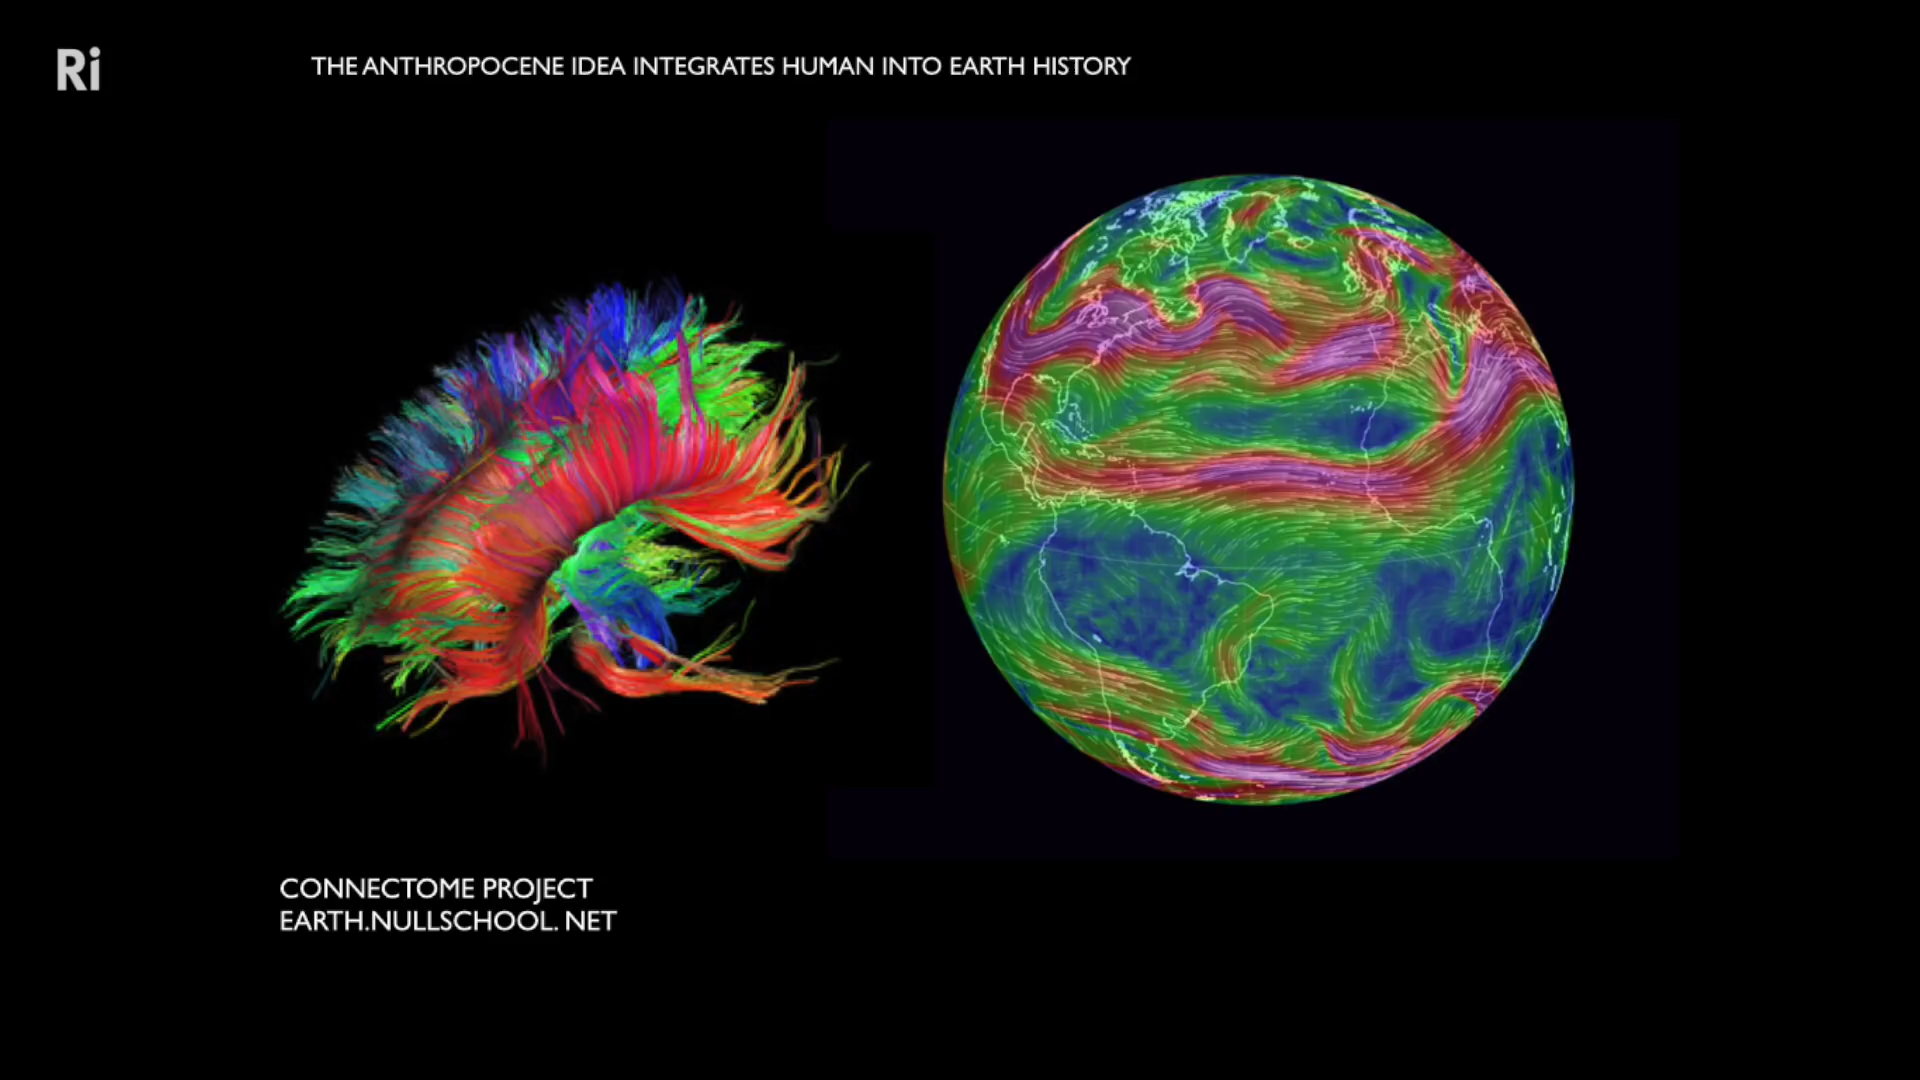 Ri
THE ANTHROPOCENE IDEA INTEGRATES HUMAN INTO EARTH HISTORY
CONNECTOME PROJECT
EARTH.NULLSCHOOL. NET